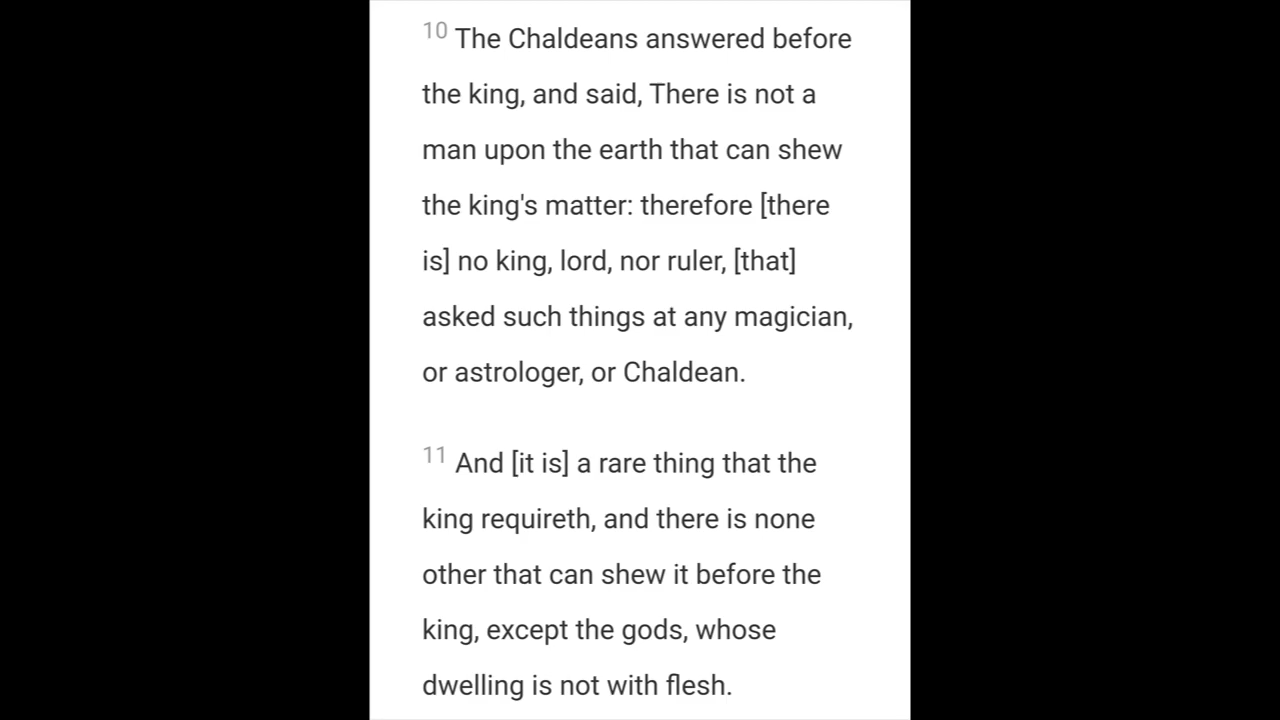 10 The Chaldeans answered before
the king, and said, There is not a
man upon the earth that can shew
the king's matter: therefore [there
is] no king, lord, nor ruler, [that]
asked such things at any magician,
or astrologer, or Chaldean.
11 And [it is] a rare thing that the
king requireth, and there is none
other that can shew it before the
king, except the gods, whose
dwelling is not with flesh.